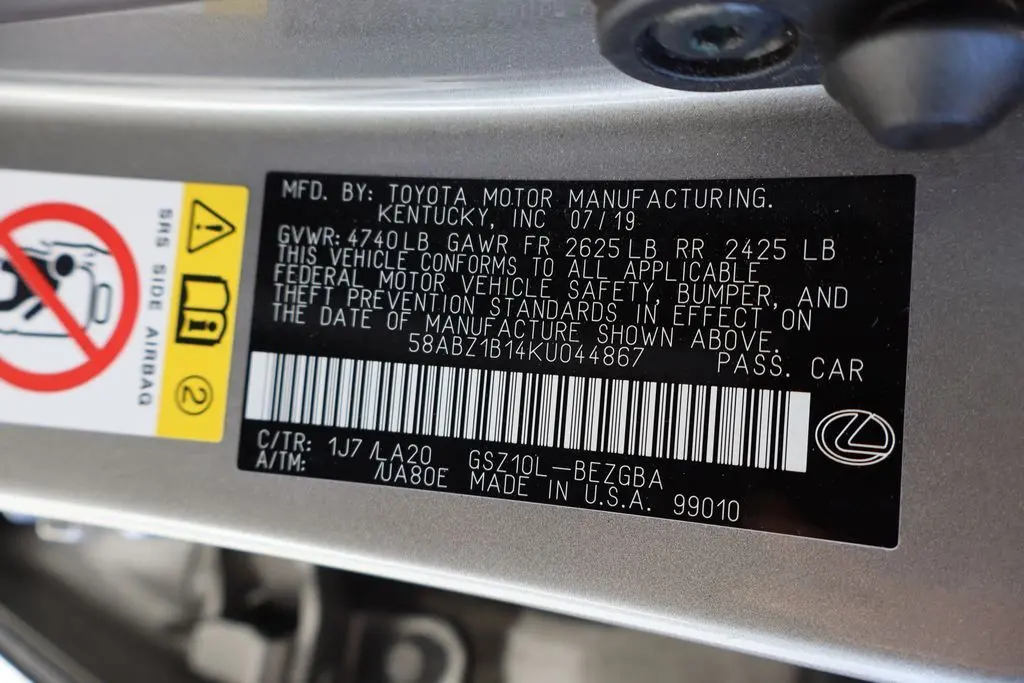 MFD. BY: TOYOTA MOTOR MANUFACTURING.
KENTUCKY, INC 07/19
GVWR: 4740LB GAWR FR 2625 LB RR 2425 LB
THIS VEHICLE CONFORMS TO ALL APPLICABLE
FEDERAL MOTOR VEHICLE SAFETY, BUMPER, AND
THEFT PREVENTION STANDARDS IN EFFECT ON
THE DATE OF MANUFACTURE SHOWN ABOVE.
58ABZ1B14KU044867 PASS. CAR
C/TR: 1J7 /LA20 GSZ10L-BEZGBA
A/TM: /UA80E MADE IN U.S.A. 99010
SRS SIDE AIRBAG
2